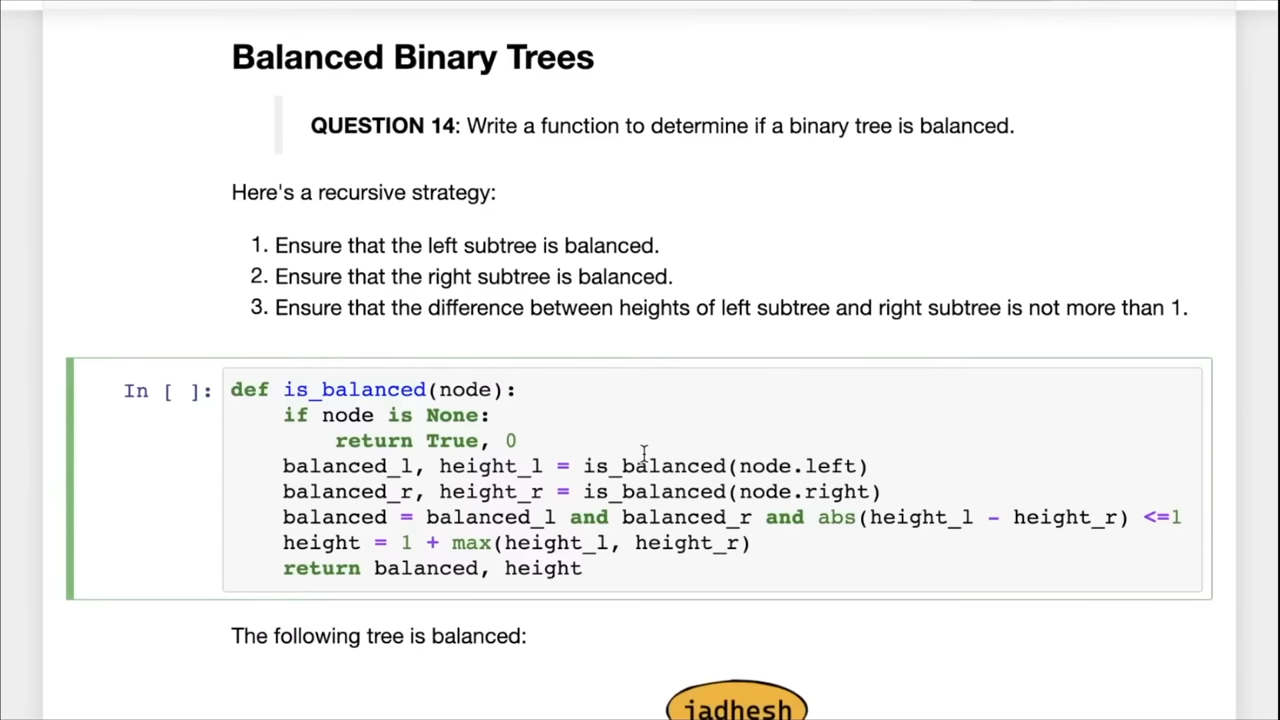 Balanced Binary Trees
QUESTION 14: Write a function to determine if a binary tree is balanced.
Here's a recursive strategy:
1. Ensure that the left subtree is balanced.
2. Ensure that the right subtree is balanced.
3. Ensure that the difference between heights of left subtree and right subtree is not more than 1.
In [ ]: def is_balanced(node):
    if node is None:
        return True, 0
    balanced_l, height_l = is_balanced(node.left)
    balanced_r, height_r = is_balanced(node.right)
    balanced = balanced_l and balanced_r and abs(height_l - height_r) <=1
    height = 1 + max(height_l, height_r)
    return balanced, height
The following tree is balanced:
jadhesh